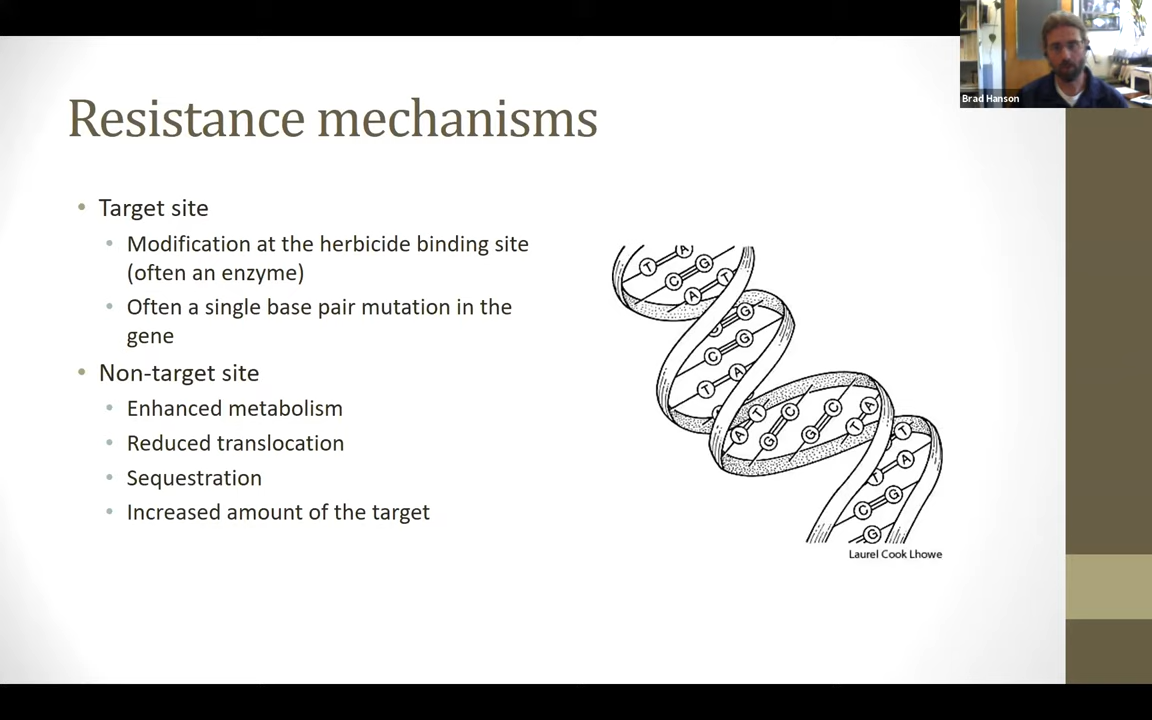 Brad Hanson
Resistance mechanisms
• Target site
• Modification at the herbicide binding site
(often an enzyme)
• Often a single base pair mutation in the
gene
• Non-target site
• Enhanced metabolism
• Reduced translocation
• Sequestration
• Increased amount of the target
A
T
G
C
T
A
G
G
C
A
T
T
C
C
A
A
G
G
T
T
A
T
G
C
G
Laurel Cook Lhowe